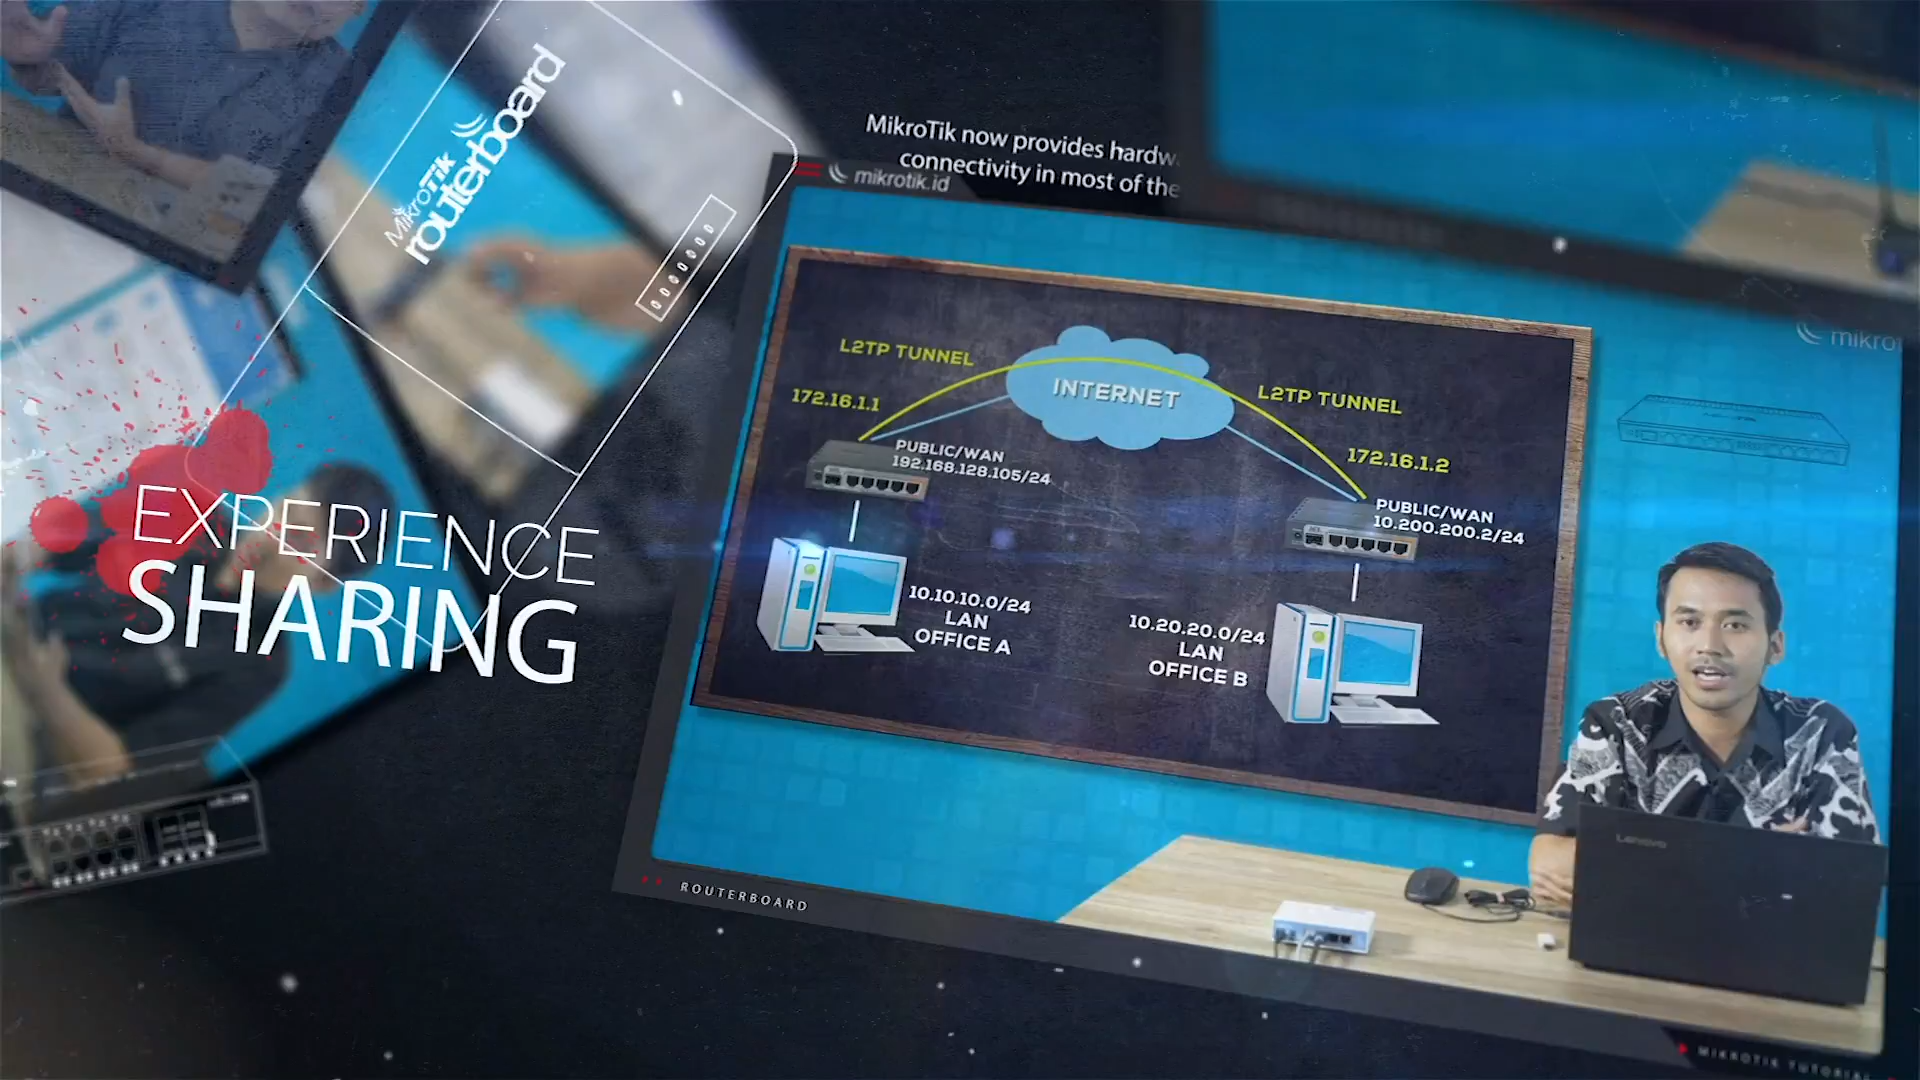 MikroTik
routerboard
EXPERIENCE
SHARING
MikroTik now provides hardw
connectivity in most of the
mikrotik.id
L2TP TUNNEL
172.16.1.1
INTERNET
L2TP TUNNEL
172.16.1.2
PUBLIC/WAN
192.168.128.105/24
PUBLIC/WAN
10.200.200.2/24
10.10.10.0/24
LAN
OFFICE A
10.20.20.0/24
LAN
OFFICE B
mikrot
Lenovo
ROUTERBOARD
MIKROTIK TUTORIAL